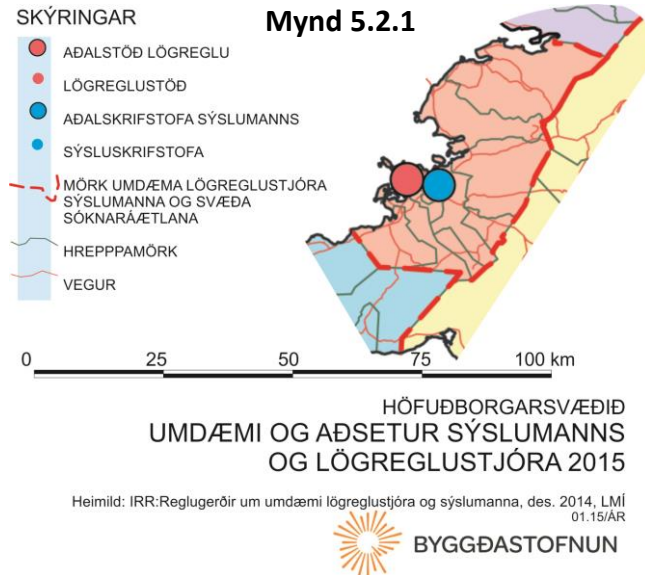 SKÝRINGAR
Mynd 5.2.1
AÐALSTÖÐ LÖGREGLU
LÖGREGLUSTÖÐ
AÐALSKRIFSTOFA SÝSLUMANNS
SÝSLUSKRIFSTOFA
MÖRK UMDÆMA LÖGREGLUSTJÓRA
SÝSLUMANNA OG SVÆÐA
SÓKNARÁÆTLANA
HREPPPAMÖRK
VEGUR
0 25 50 75 100 km
HÖFUÐBORGARSVÆÐIÐ
UMDÆMI OG AÐSETUR SÝSLUMANNS
OG LÖGREGLUSTJÓRA 2015
Heimild: IRR:Reglugerðir um umdæmi lögreglustjóra og sýslumanna, des. 2014, LMÍ
01.15/ÁR
BYGGÐASTOFNUN